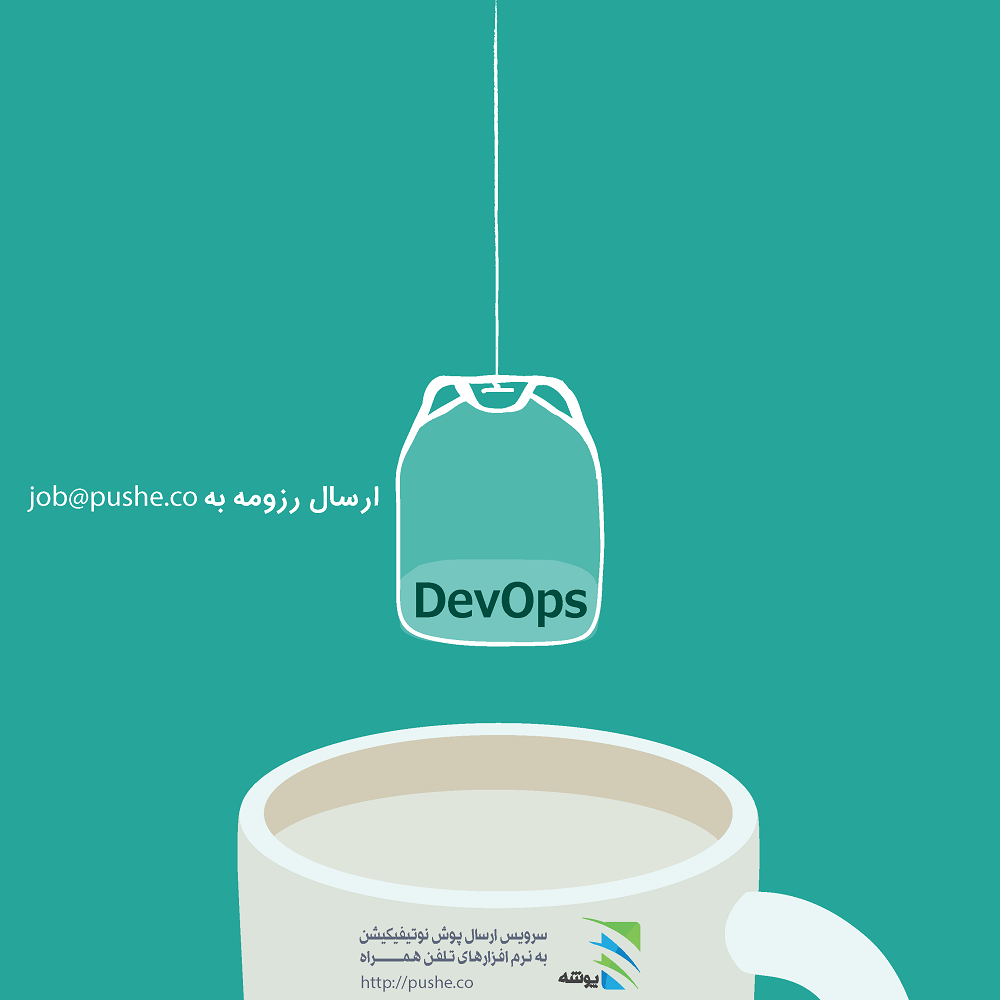 ارسال رزومه به job@pushe.co
DevOps
سرویس ارسال پوش نوتیفیکیشن
به نرم افزارهای تلفن همـــــراه
http://pushe.co
پوشه